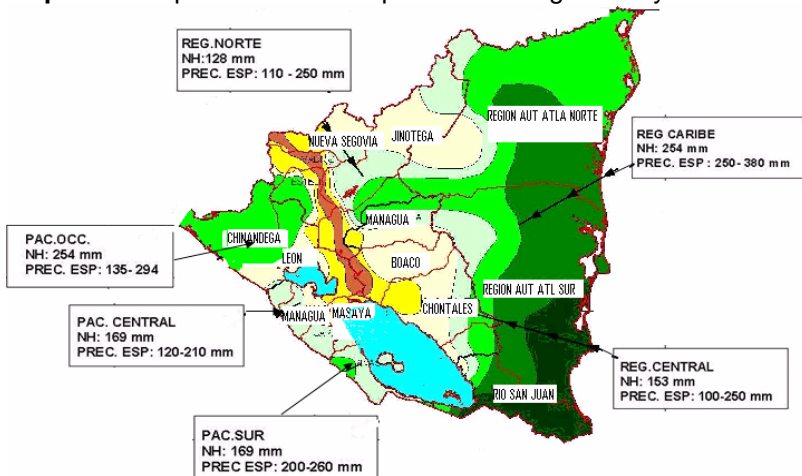 REG.NORTE
NH:128 mm
PREC. ESP: 110 - 250 mm
REGION AUT ATLA NORTE
NUEVA SEGOVIA
JINOTEGA
REG CARIBE
NH: 254 mm
PREC. ESP : 250- 380 mm
MANAGUA
CHINANDEGA
PAC.OCC.
NH: 254 mm
PREC. ESP: 135- 294
LEON
BOACO
REGION AUT ATL SUR
CHONTALES
MANAGUA
MASAYA
PAC. CENTRAL
NH: 169 mm
PREC. ESP: 120-210 mm
REG.CENTRAL
NH: 153 mm
PREC. ESP: 100-250 mm
RIO SAN JUAN
PAC.SUR
NH: 169 mm
PREC ESP: 200-260 mm